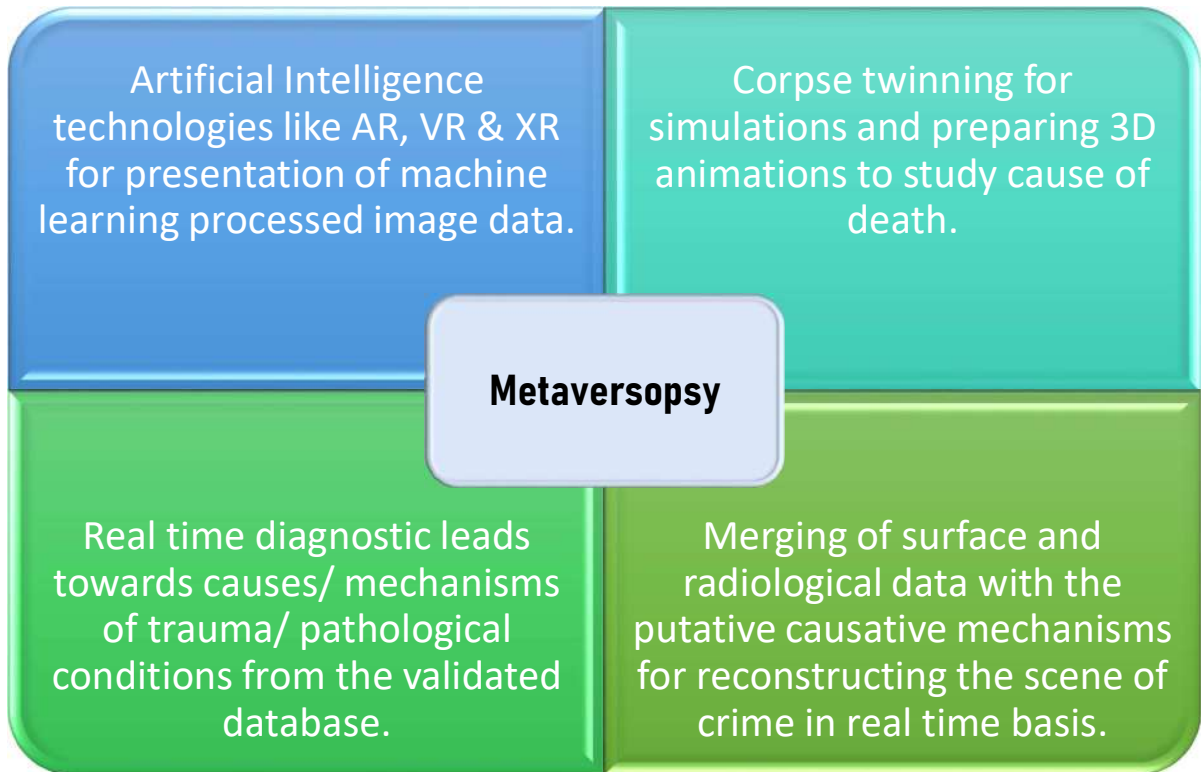 Artificial Intelligence
technologies like AR, VR & XR
for presentation of machine
learning processed image data.
Corpse twinning for
simulations and preparing 3D
animations to study cause of
death.
Metaversopsy
Real time diagnostic leads
towards causes/ mechanisms
of trauma/ pathological
conditions from the validated
database.
Merging of surface and
radiological data with the
putative causative mechanisms
for reconstructing the scene of
crime in real time basis.